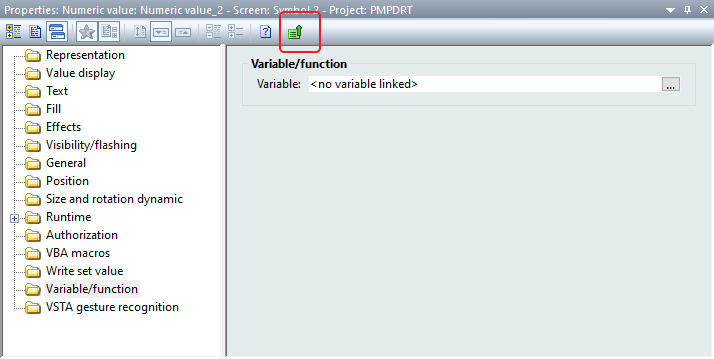 Properties: Numeric value: Numeric value_2 - Screen: Symbol 2 - Project: PMPDRT
Representation
Value display
Text
Fill
Effects
Visibility/flashing
General
Position
Size and rotation dynamic
Runtime
Authorization
VBA macros
Write set value
Variable/function
VSTA gesture recognition
Variable/function
Variable: <no variable linked> ...